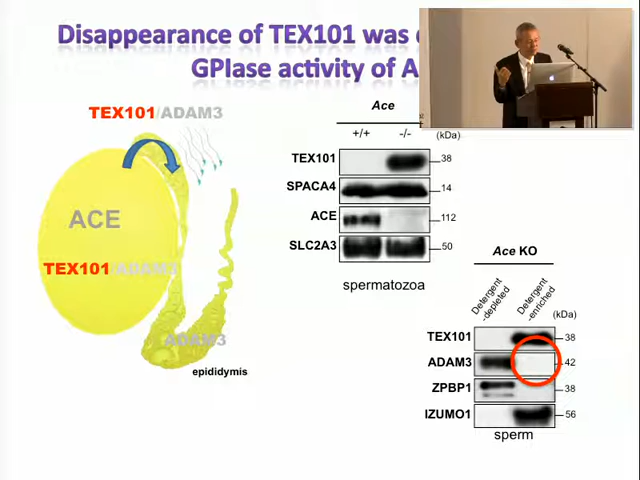 Disappearance of TEX101 was
GPIase activity of A
TEX101/ADAM3
ACE
TEX101/ADAM3
ADAM3
epididymis
Ace
+/+ -/- (kDa)
TEX101 38
SPACA4 14
ACE 112
SLC2A3 50
spermatozoa
Ace KO
Detergent -depleted
Detergent -enriched
(kDa)
TEX101 38
ADAM3 42
ZPBP1 38
IZUMO1 56
sperm